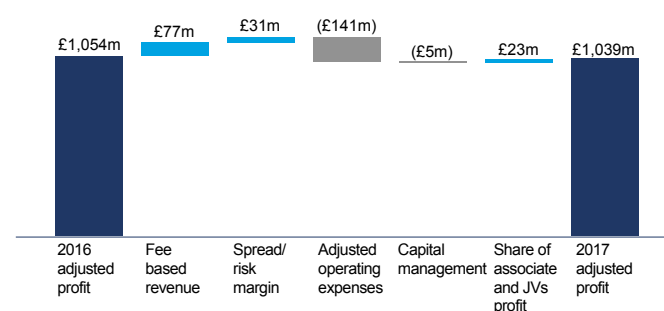 £1,054m
£77m
£31m
(£141m)
(£5m)
£23m
£1,039m
2016
adjusted
profit
Fee
based
revenue
Spread/
risk
margin
Adjusted
operating
expenses
Capital
management
Share of
associate
and JVs
profit
2017
adjusted
profit